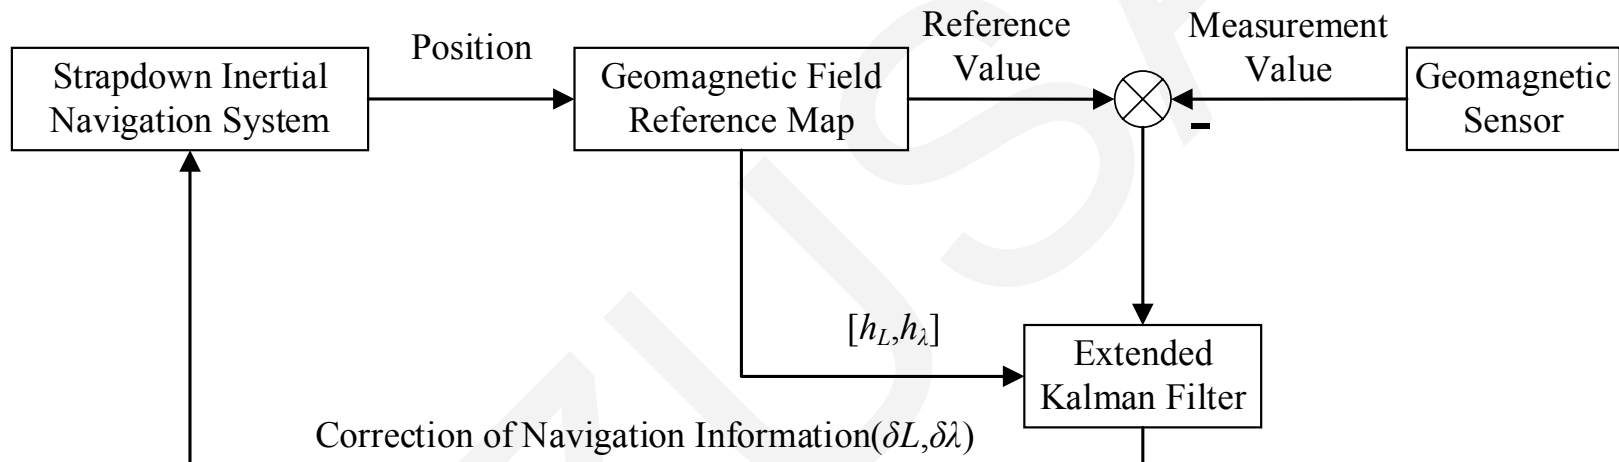 Strapdown Inertial
Navigation System
Position
Geomagnetic Field
Reference Map
Reference
Value
Measurement
Value
-
Geomagnetic
Sensor
[h_L,h_λ]
Extended
Kalman Filter
Correction of Navigation Information(δL,δλ)